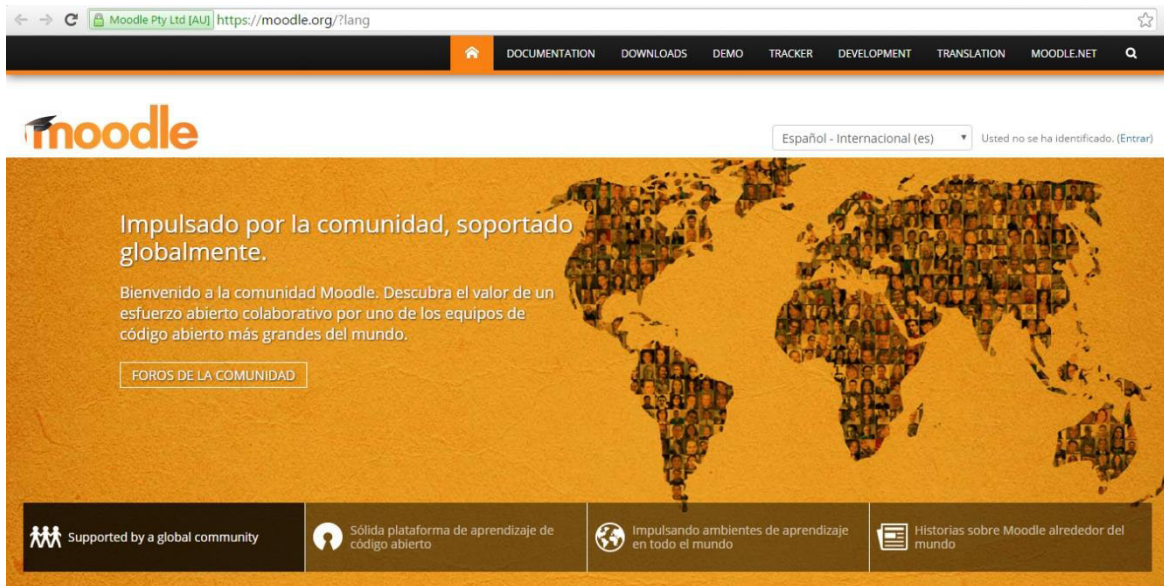 Moodle Pty Ltd [AU] https://moodle.org/?lang
DOCUMENTATION DOWNLOADS DEMO TRACKER DEVELOPMENT TRANSLATION MOODLE.NET
moodle
Español - Internacional (es) Usted no se ha identificado. (Entrar)
Impulsado por la comunidad, soportado
globalmente.
Bienvenido a la comunidad Moodle. Descubra el valor de un
esfuerzo abierto colaborativo por uno de los equipos de
código abierto más grandes del mundo.
FOROS DE LA COMUNIDAD
Supported by a global community
Sólida plataforma de aprendizaje de
código abierto
Impulsando ambientes de aprendizaje
en todo el mundo
Historias sobre Moodle alrededor del
mundo